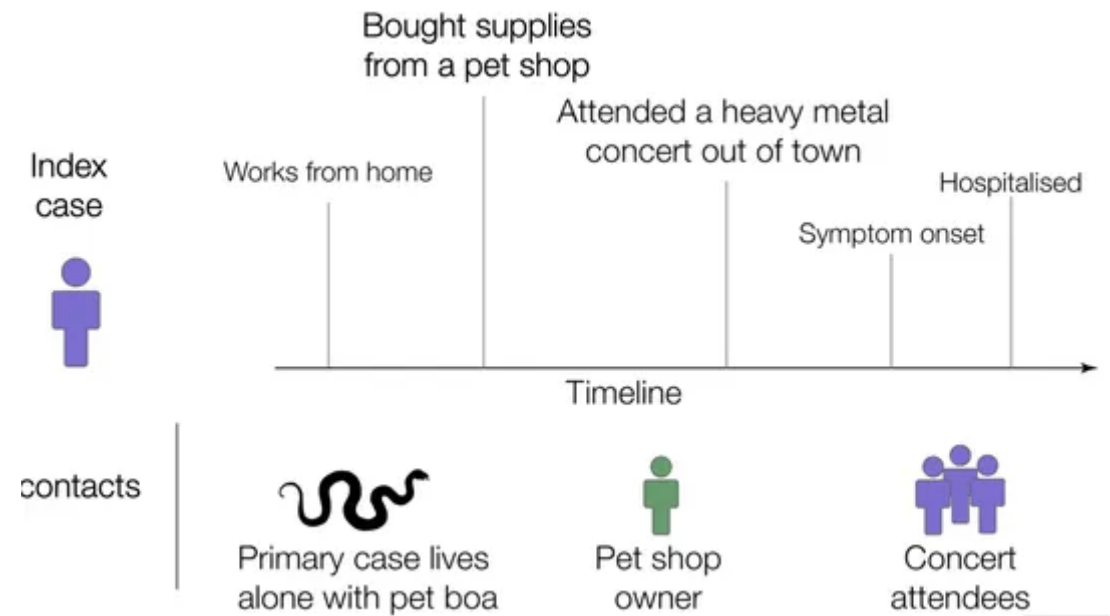 Bought supplies
from a pet shop
Attended a heavy metal
concert out of town
Index
case
Works from home
Hospitalised
Symptom onset
Timeline
contacts
Primary case lives
alone with pet boa
Pet shop
owner
Concert
attendees